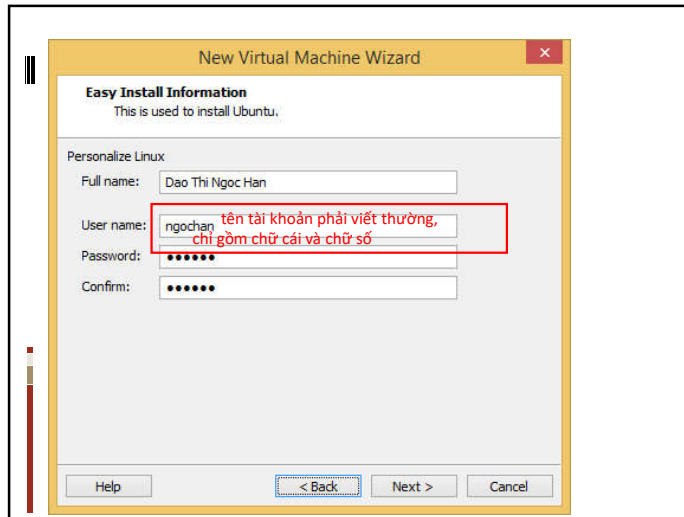 New Virtual Machine Wizard
Easy Install Information
This is used to install Ubuntu.
Personalize Linux
Full name: Dao Thi Ngoc Han
User name: ngochan tên tài khoản phải viết thường,
chỉ gồm chữ cái và chữ số
Password: ●●●●●●
Confirm: ●●●●●●
Help < Back Next > Cancel